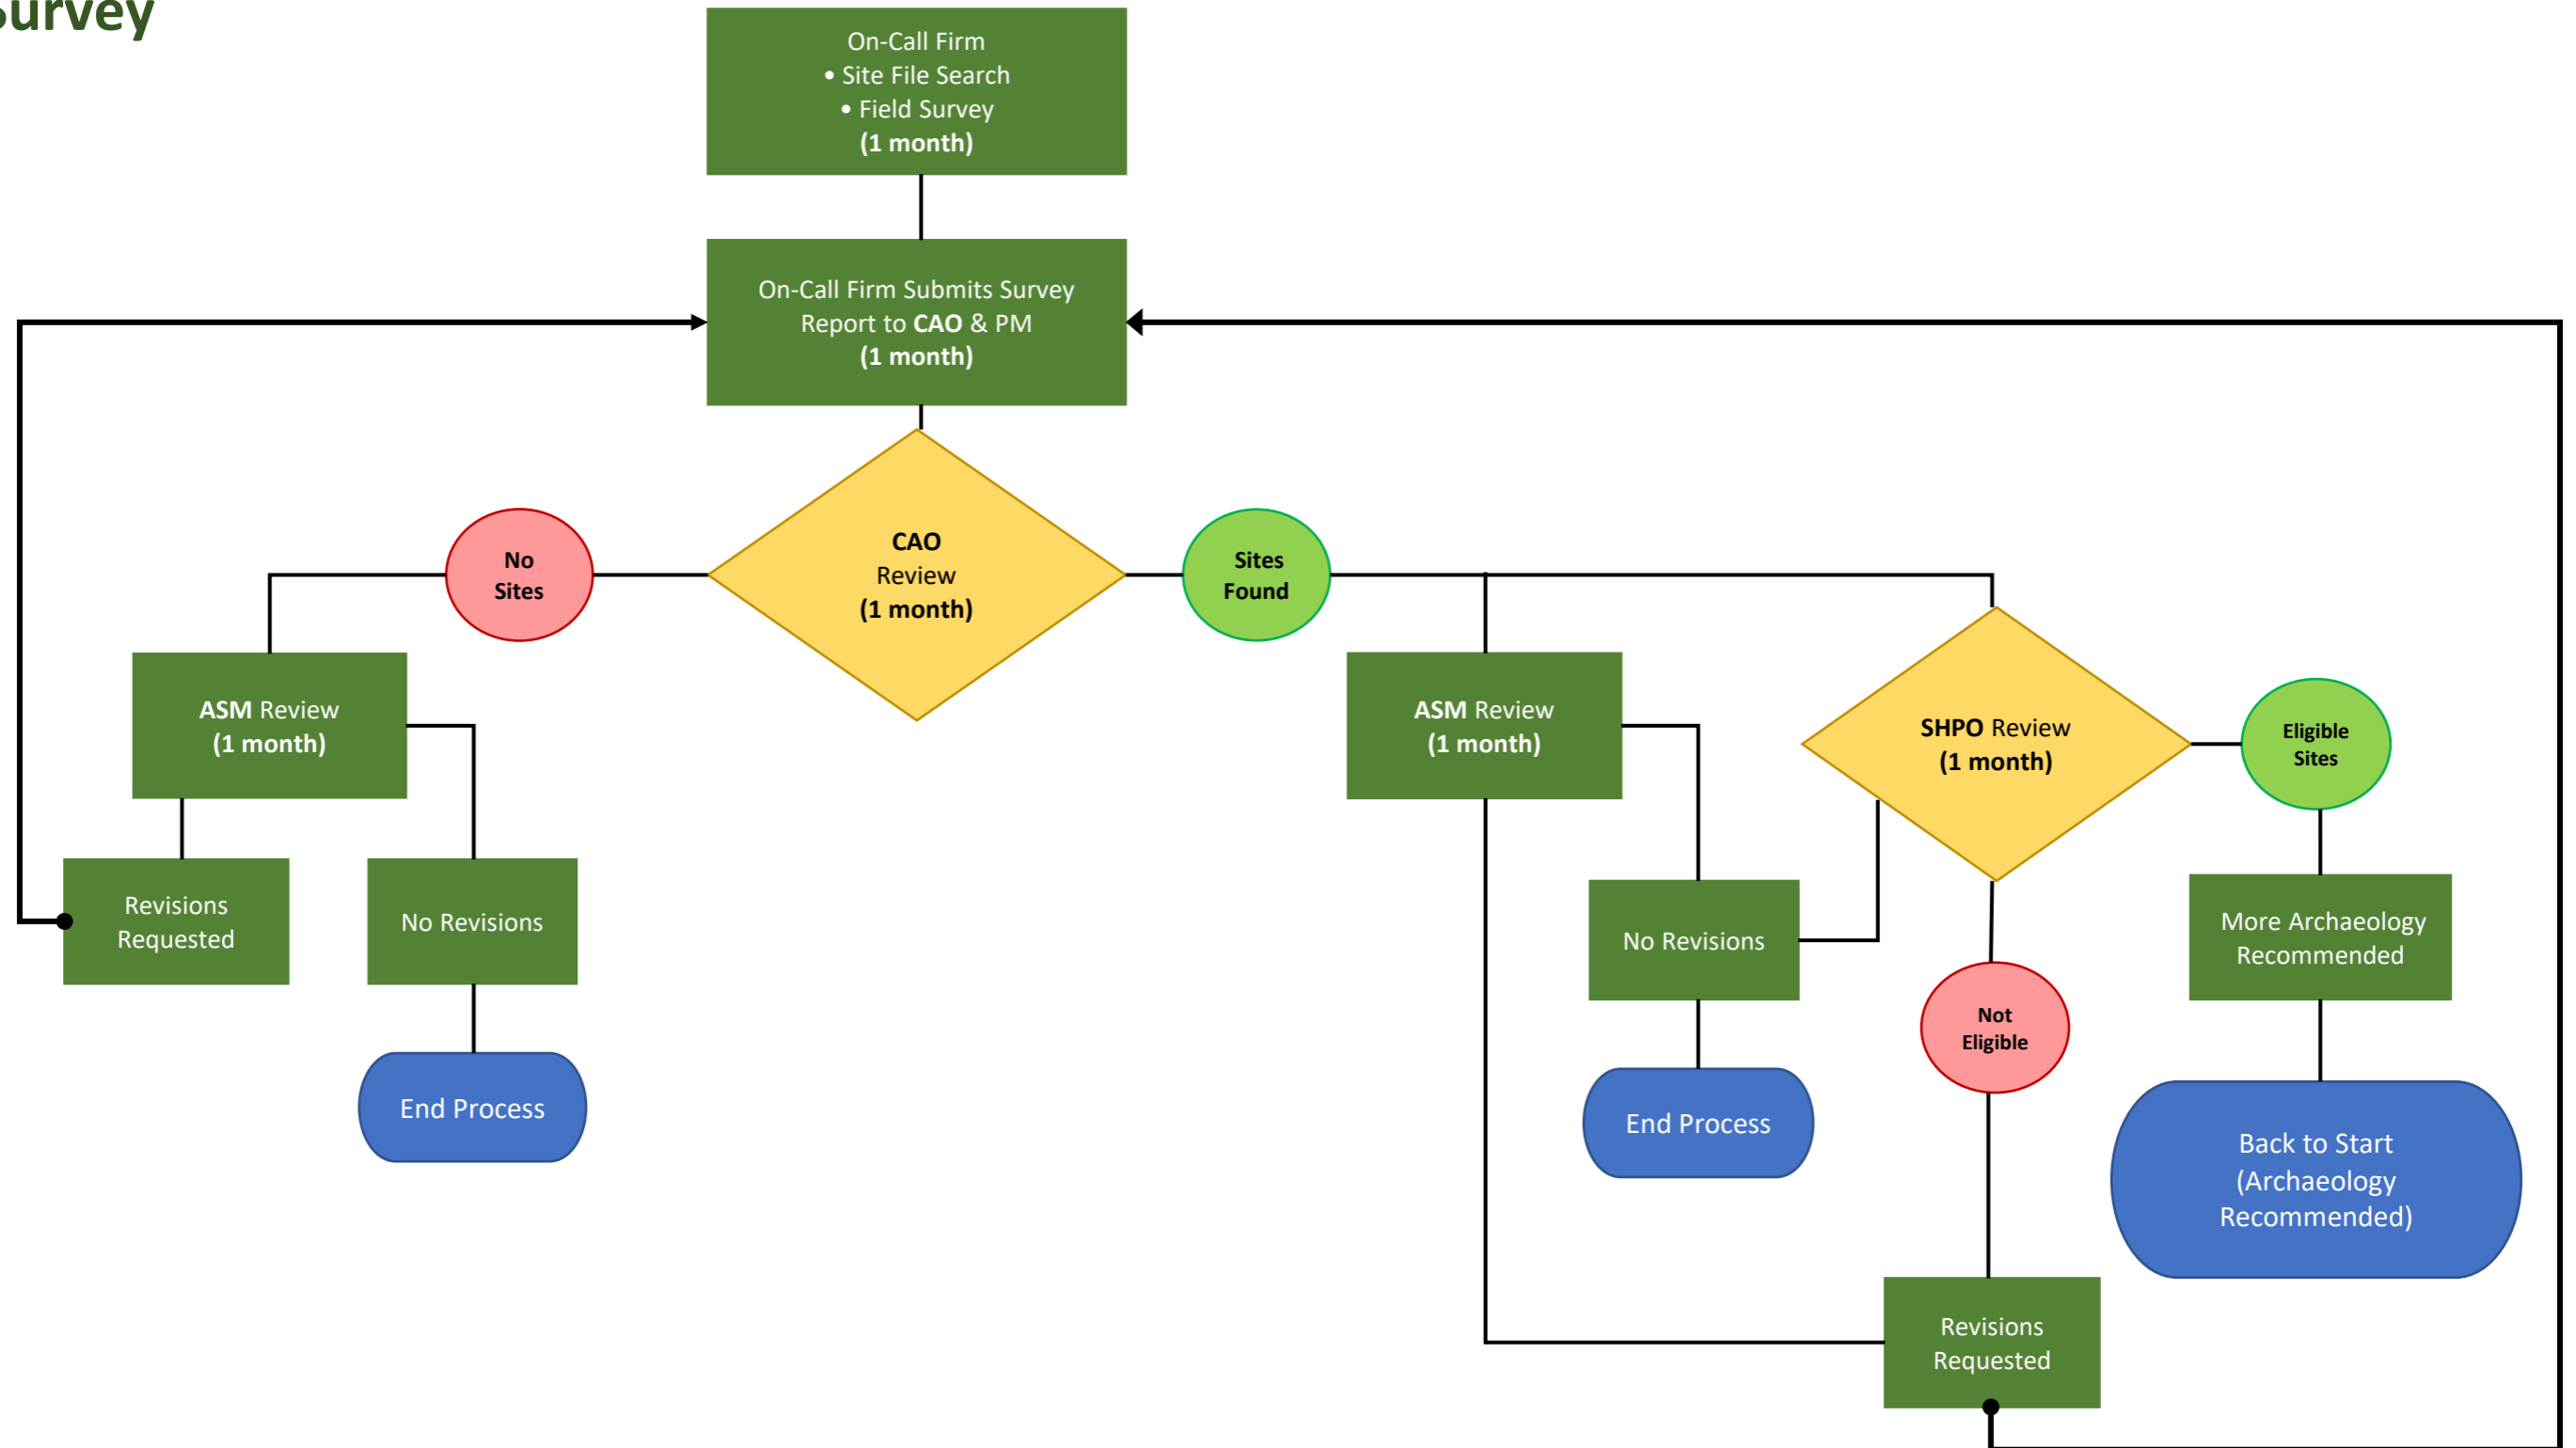 Survey
On-Call Firm
• Site File Search
• Field Survey
(1 month)
On-Call Firm Submits Survey
Report to CAO & PM
(1 month)
CAO
Review
(1 month)
No
Sites
Sites
Found
ASM Review
(1 month)
Revisions
Requested
No Revisions
End Process
ASM Review
(1 month)
SHPO Review
(1 month)
Eligible
Sites
No Revisions
End Process
Not
Eligible
More Archaeology
Recommended
Back to Start
(Archaeology
Recommended)
Revisions
Requested